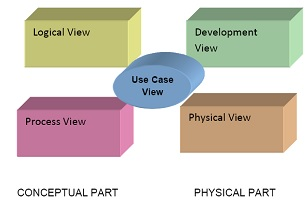 Logical View
Development
View
Use Case
View
Process View
Physical View
CONCEPTUAL PART
PHYSICAL PART